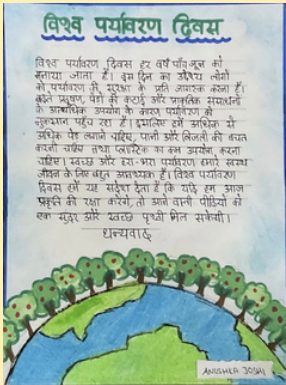 विश्व पर्यावरण दिवस
विश्व पर्यावरण दिवस हर वर्ष पाँच जून को
मनाया जाता है। इस दिन का उद्देश्य लोगों
को पर्यावरण की सुरक्षा के प्रति जागरूक करना है।
बढ़ते प्रदूषण, पेड़ों की कटाई और प्राकृतिक संसाधनों
के अत्यधिक उपयोग के कारण पर्यावरण को
नुकसान पहुँच रहा है। इसलिए हमें अधिक से
अधिक पेड़ लगाने चाहिए, पानी और बिजली की बचत
करनी चाहिए तथा प्लास्टिक का कम उपयोग करना
चाहिए। स्वच्छ और हरा-भरा पर्यावरण हमारे स्वस्थ
जीवन के लिए बहुत आवश्यक है। विश्व पर्यावरण
दिवस हमें यह संदेश देता है कि यदि हम आज
प्रकृति की रक्षा करेंगे, तो आने वाली पीढ़ियों को
एक सुंदर और स्वच्छ पृथ्वी मिल सकेगी।
धन्यवाद
ANUSHKA JOSHI